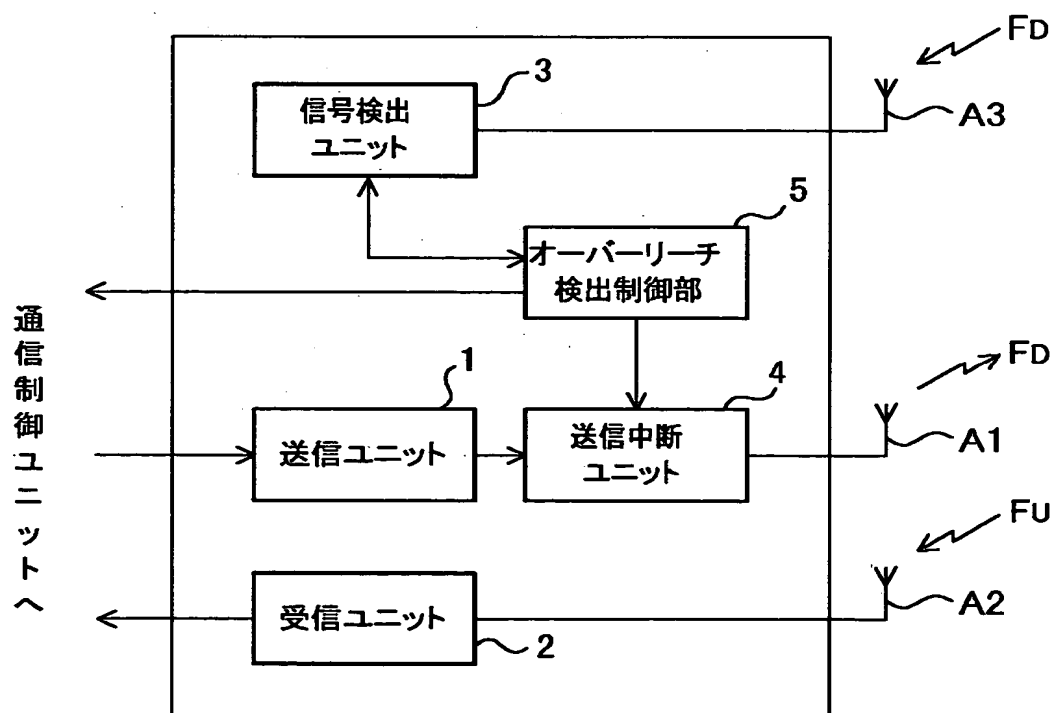 FD
3
信号検出
ユニット
A3
5
オーバーリーチ
検出制御部
通信制御ユニットへ
FD
1
4
送信ユニット
送信中断
ユニット
A1
FU
受信ユニット
A2
2